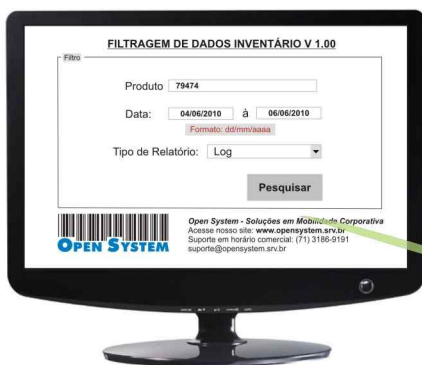 FILTRAGEM DE DADOS INVENTÁRIO V 1.00
Filtro
Produto 79474
Data: 04/06/2010 à 06/06/2010
Formato: dd/mm/aaaa
Tipo de Relatório: Log
Pesquisar
OPEN SYSTEM
Open System - Soluções em Mobilidade Corporativa
Acesse nosso site: www.opensystem.srv.br
Suporte em horário comercial: (71) 3186-9191
suporte@opensystem.srv.br